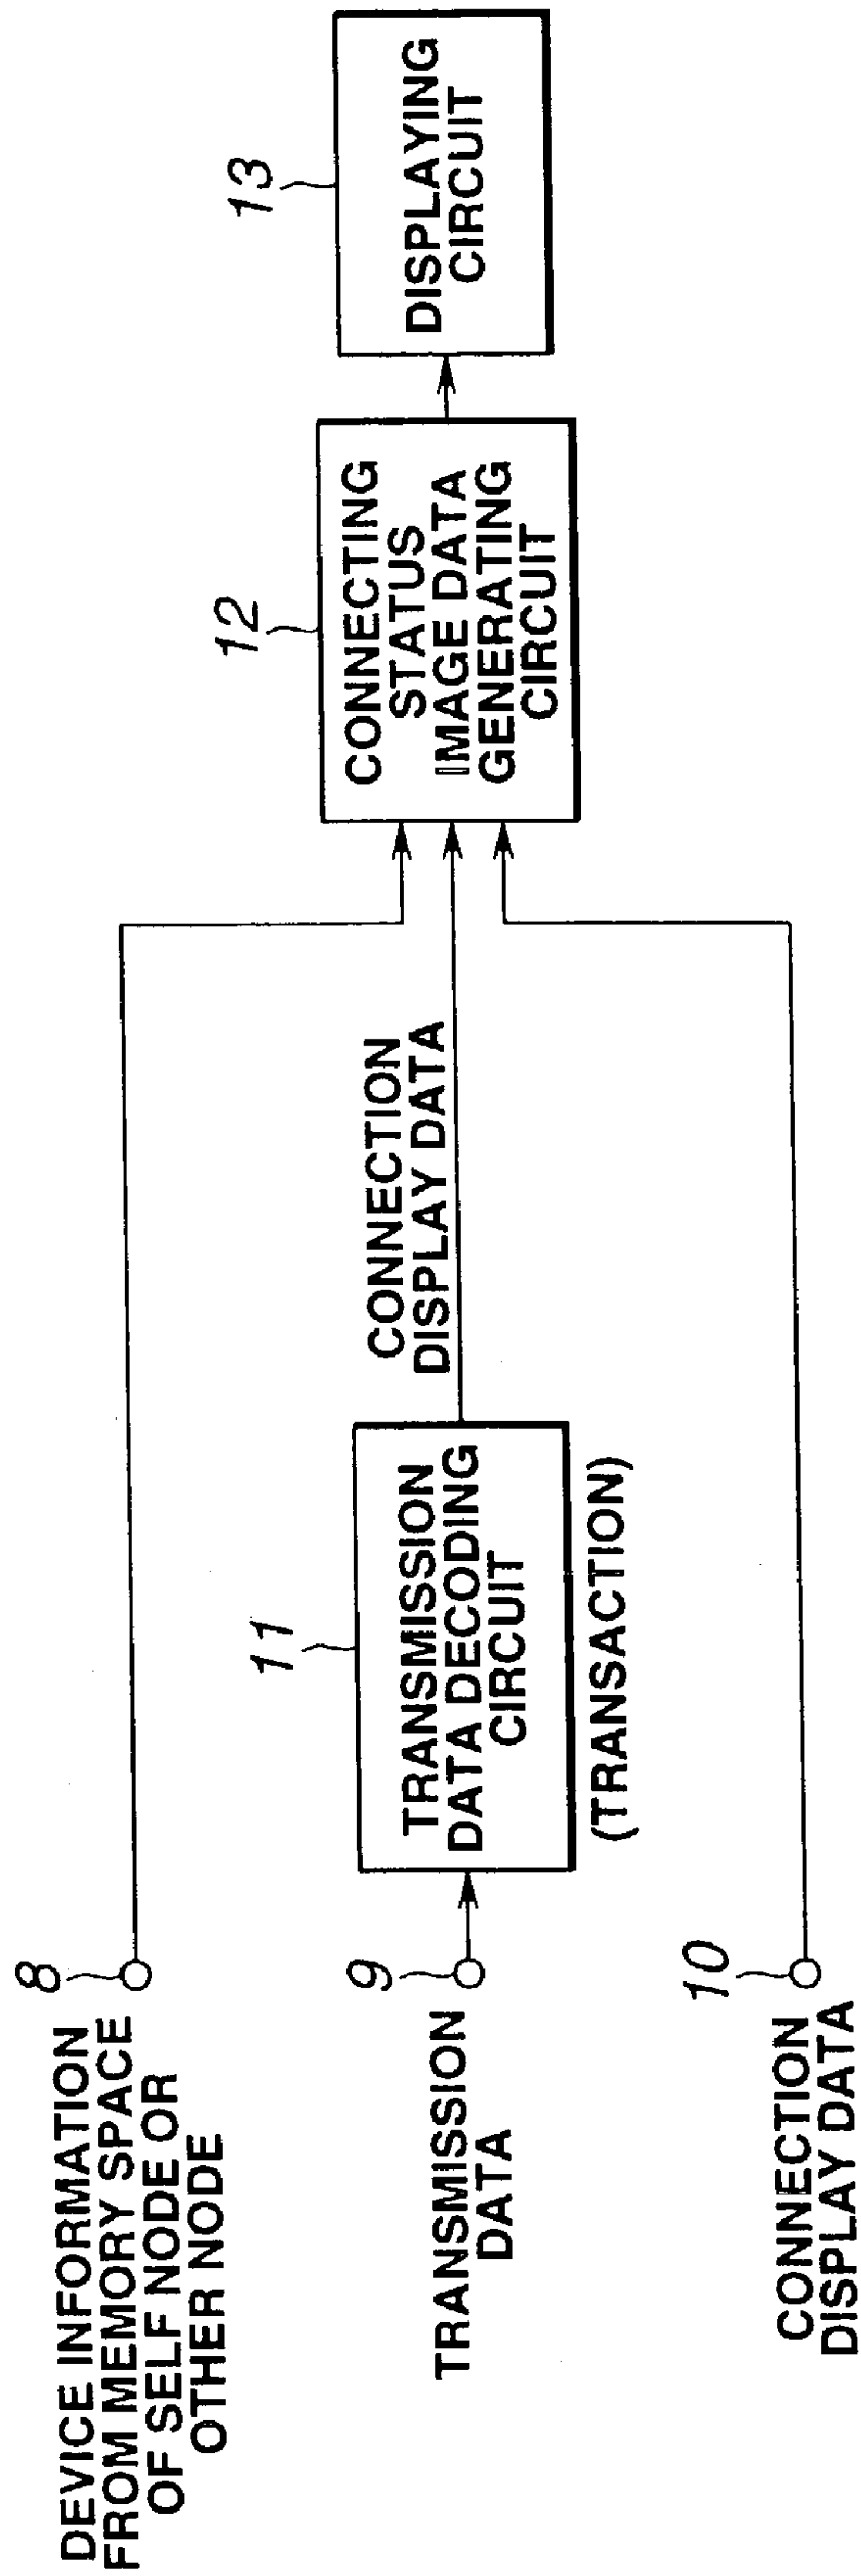 8
DEVICE INFORMATION
FROM MEMORY SPACE
OF SELF NODE OR
OTHER NODE
9
TRANSMISSION
DATA
10
CONNECTION
DISPLAY DATA
11
TRANSMISSION
DATA DECODING
CIRCUIT
(TRANSACTION)
CONNECTION
DISPLAY DATA
12
CONNECTING
STATUS
IMAGE DATA
GENERATING
CIRCUIT
13
DISPLAYING
CIRCUIT